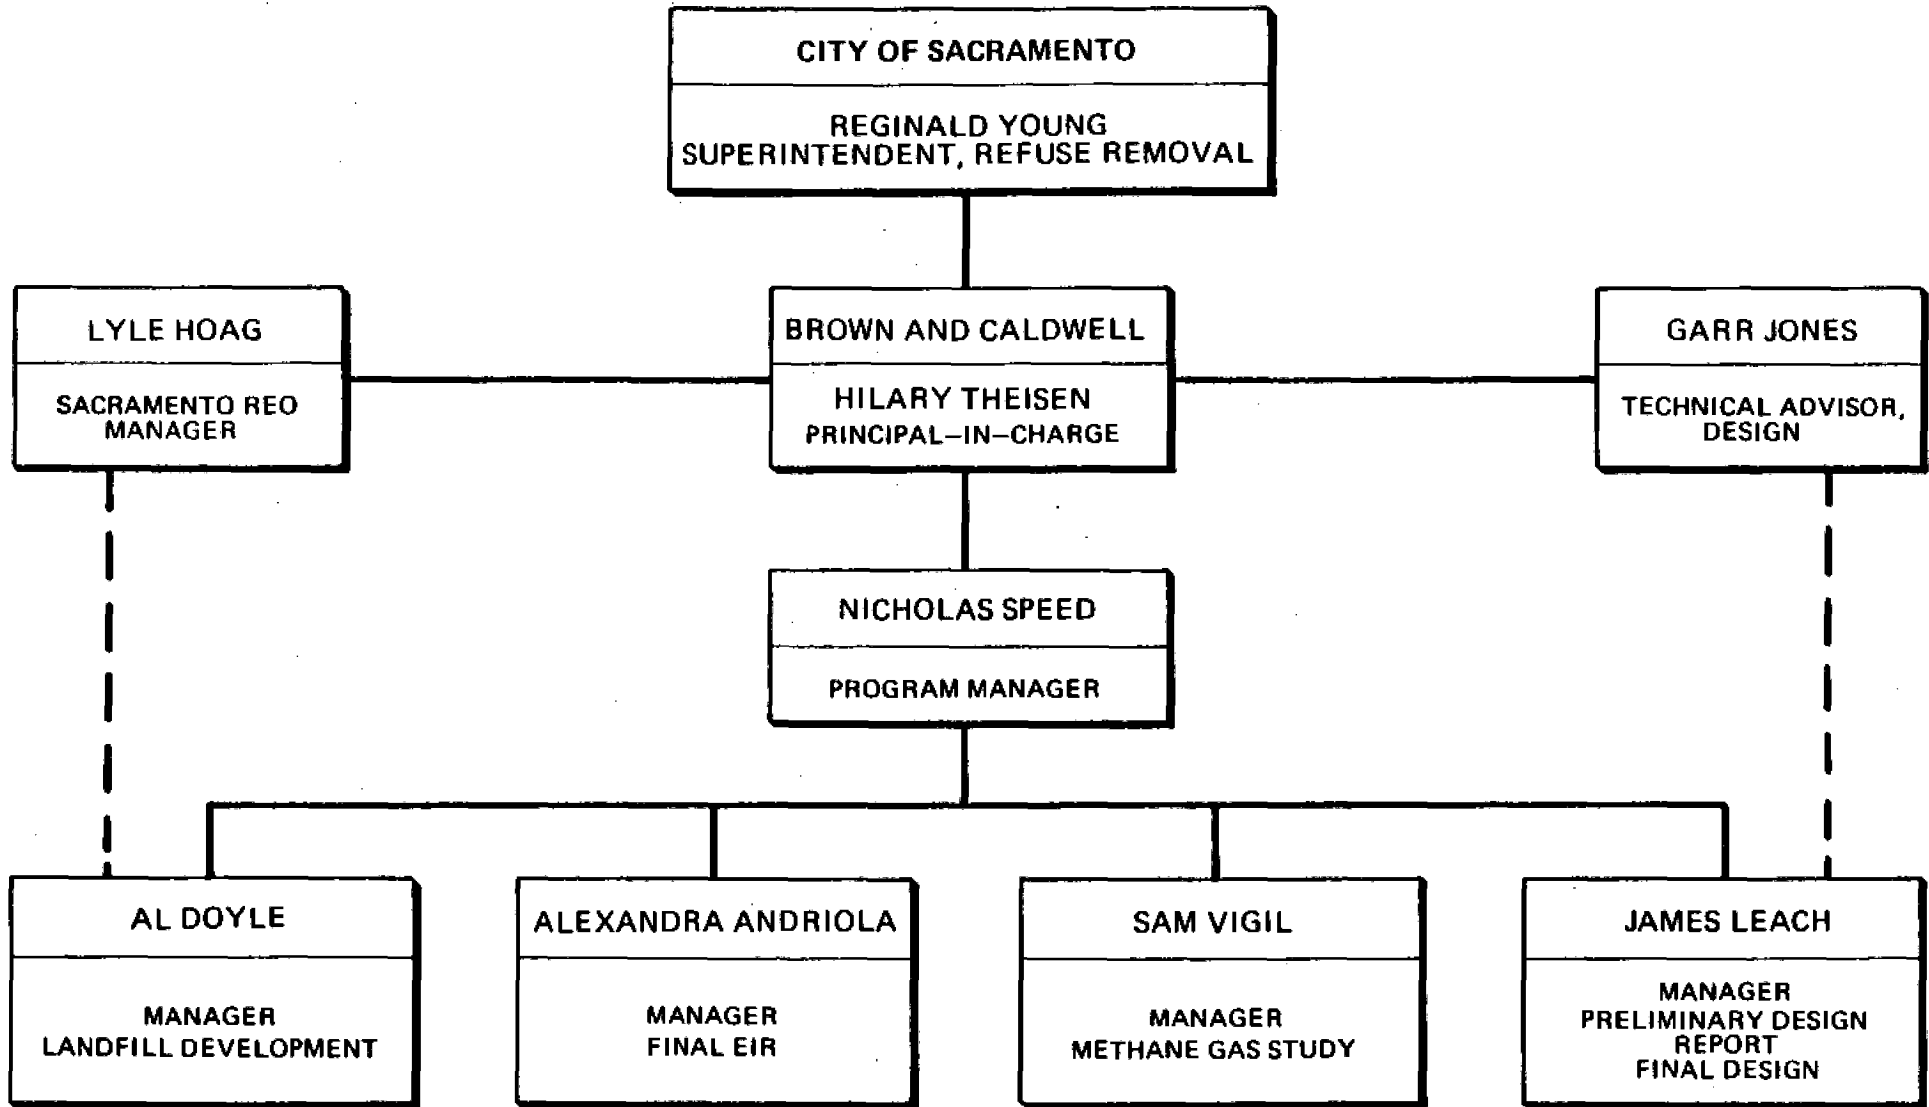 CITY OF SACRAMENTO
REGINALD YOUNG
SUPERINTENDENT, REFUSE REMOVAL
LYLE HOAG
SACRAMENTO REO
MANAGER
BROWN AND CALDWELL
HILARY THEISEN
PRINCIPAL–IN–CHARGE
GARR JONES
TECHNICAL ADVISOR,
DESIGN
NICHOLAS SPEED
PROGRAM MANAGER
AL DOYLE
MANAGER
LANDFILL DEVELOPMENT
ALEXANDRA ANDRIOLA
MANAGER
FINAL EIR
SAM VIGIL
MANAGER
METHANE GAS STUDY
JAMES LEACH
MANAGER
PRELIMINARY DESIGN
REPORT
FINAL DESIGN